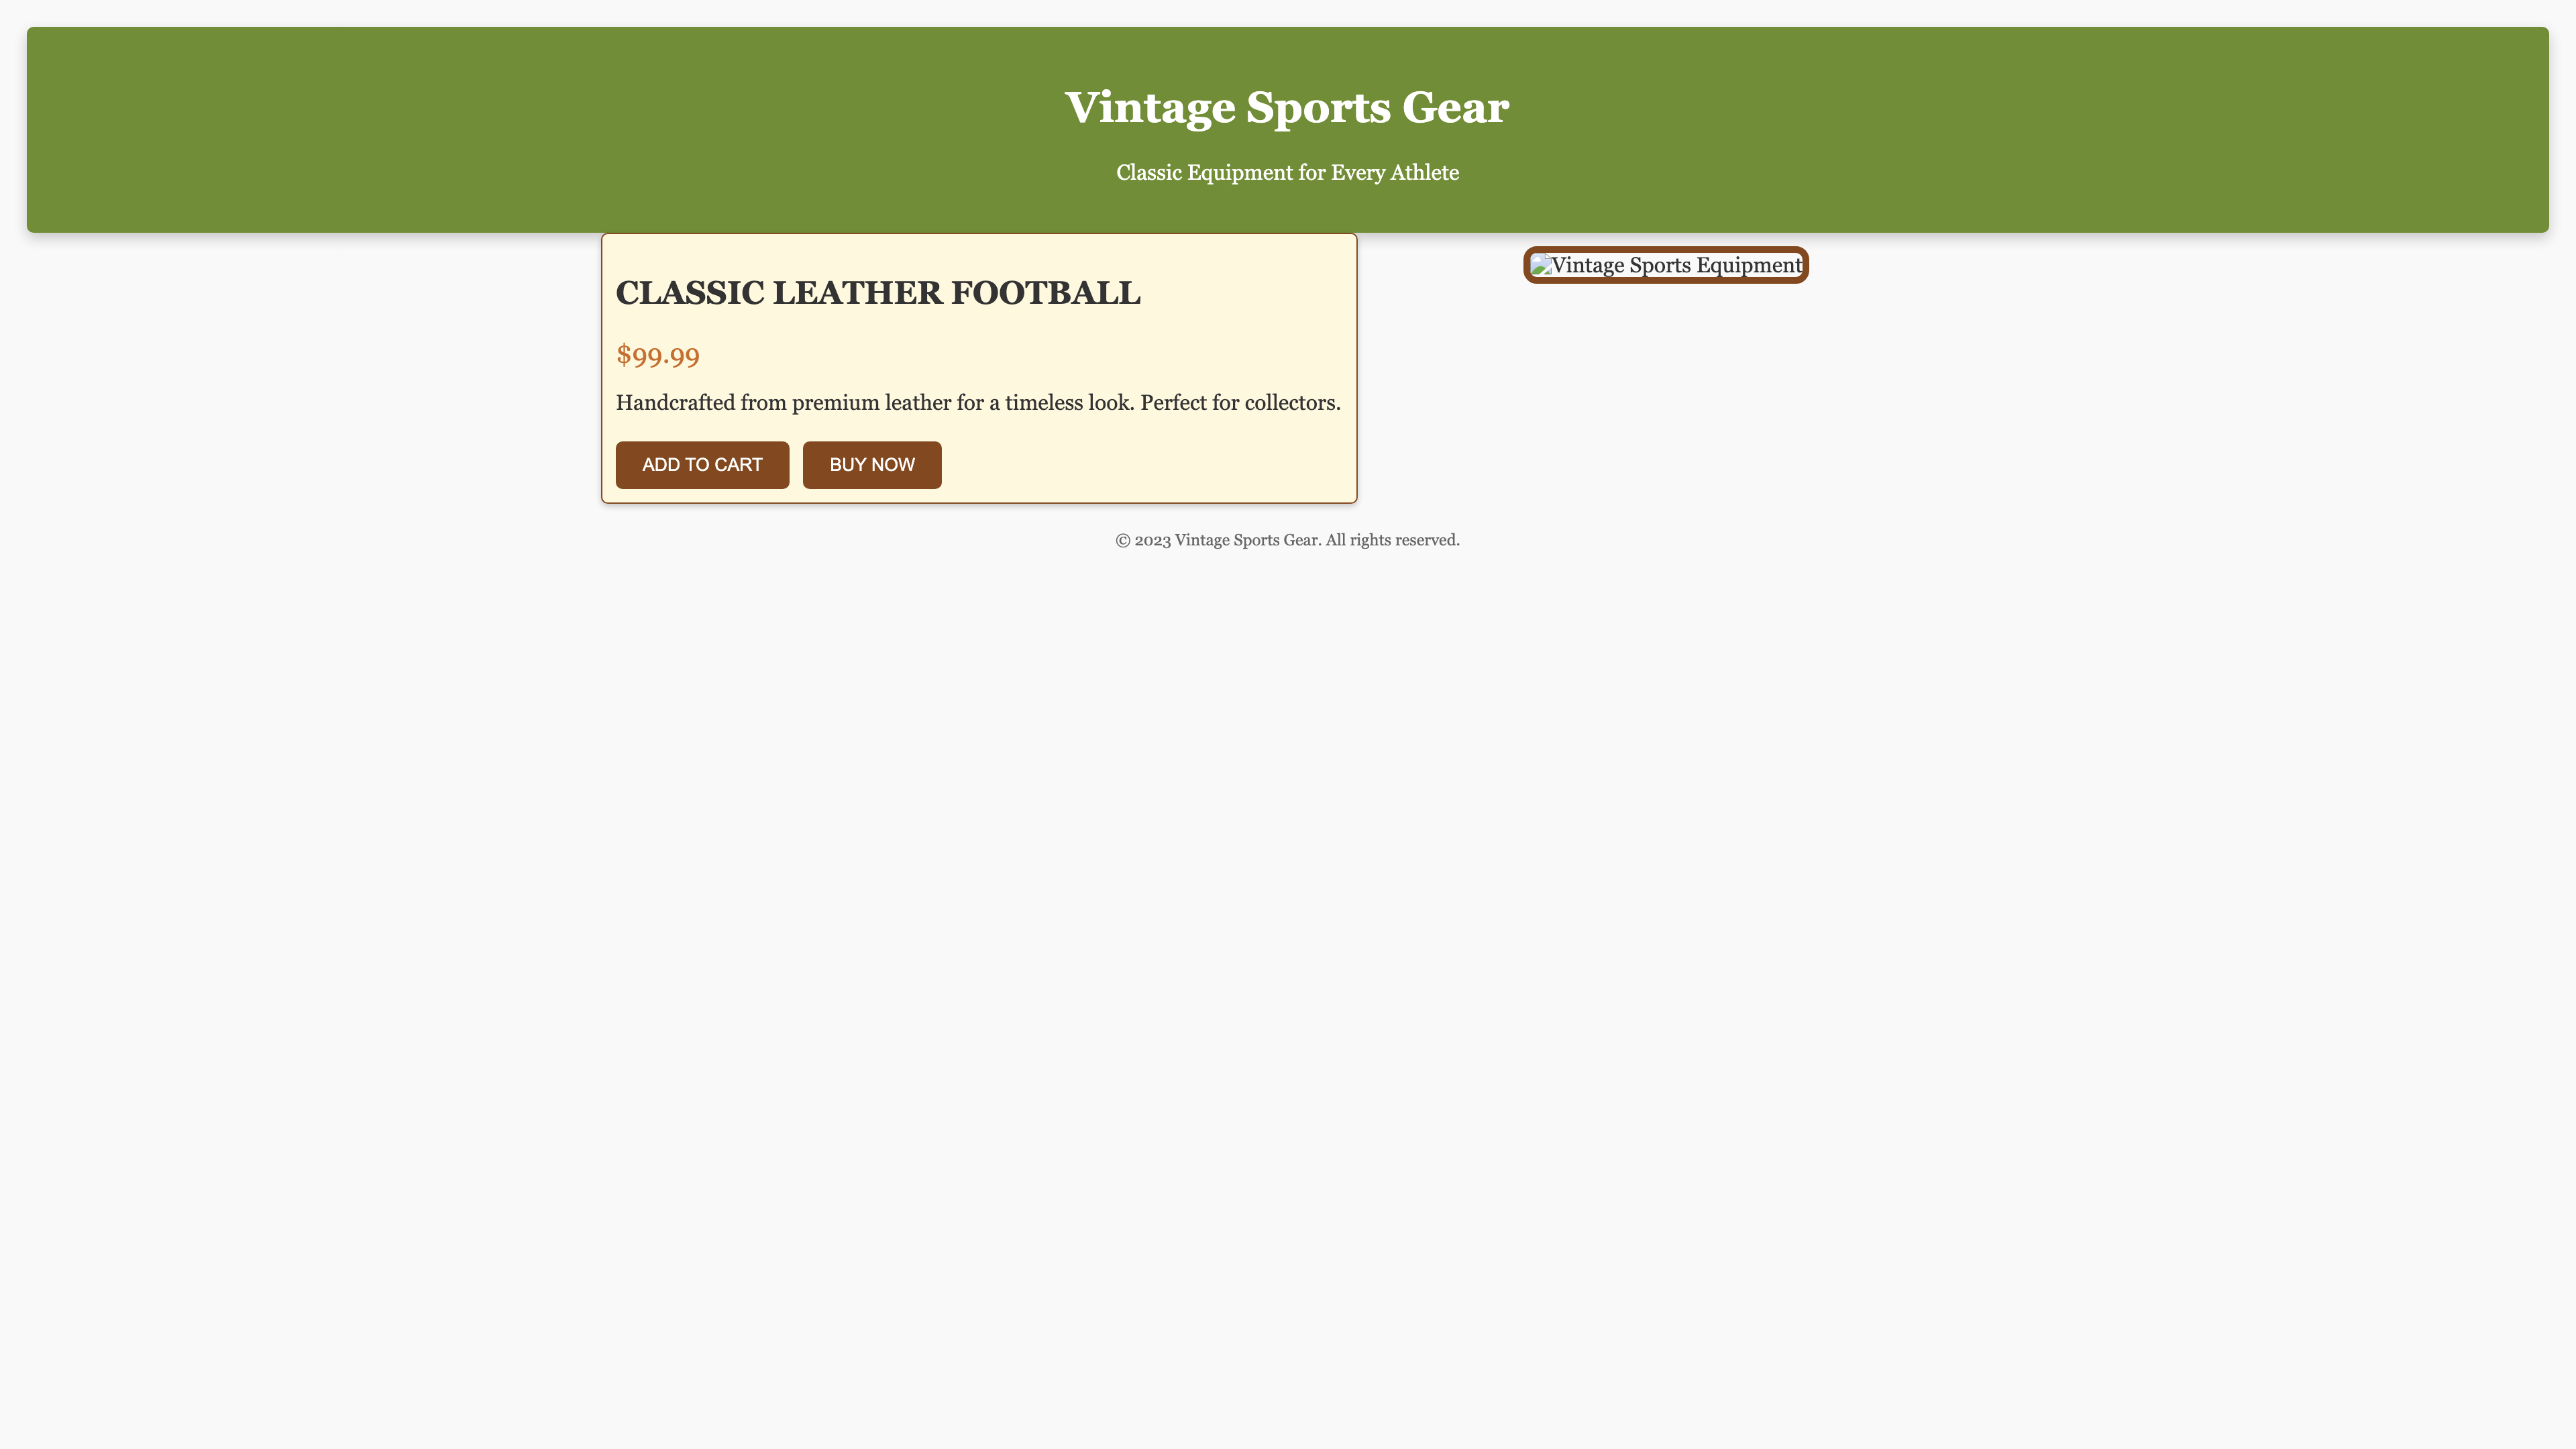 Vintage Sports Gear
Classic Equipment for Every Athlete
CLASSIC LEATHER FOOTBALL
$99.99
Handcrafted from premium leather for a timeless look. Perfect for collectors.
ADD TO CART
BUY NOW
Vintage Sports Equipment
© 2023 Vintage Sports Gear. All rights reserved.